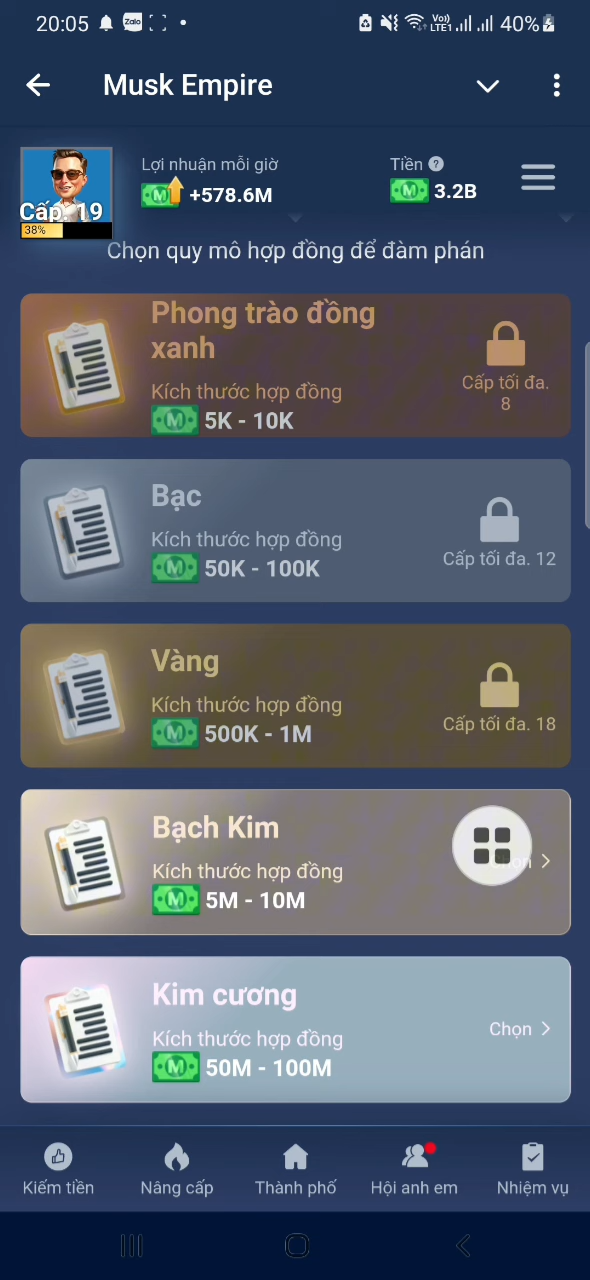 20:05 Zalo Vo)) LTE1 40%
Musk Empire
Lợi nhuận mỗi giờ
Tiền ?
M +578.6M
M 3.2B
Cấp. 19
38%
Chọn quy mô hợp đồng để đàm phán
Phong trào đồng
xanh
Kích thước hợp đồng
M 5K - 10K
Cấp tối đa.
8
Bạc
Kích thước hợp đồng
M 50K - 100K
Cấp tối đa. 12
Vàng
Kích thước hợp đồng
M 500K - 1M
Cấp tối đa. 18
Bạch Kim
Kích thước hợp đồng
M 5M - 10M
Kim cương
Kích thước hợp đồng
M 50M - 100M
Chọn
Kiếm tiền
Nâng cấp
Thành phố
Hội anh em
Nhiệm vụ